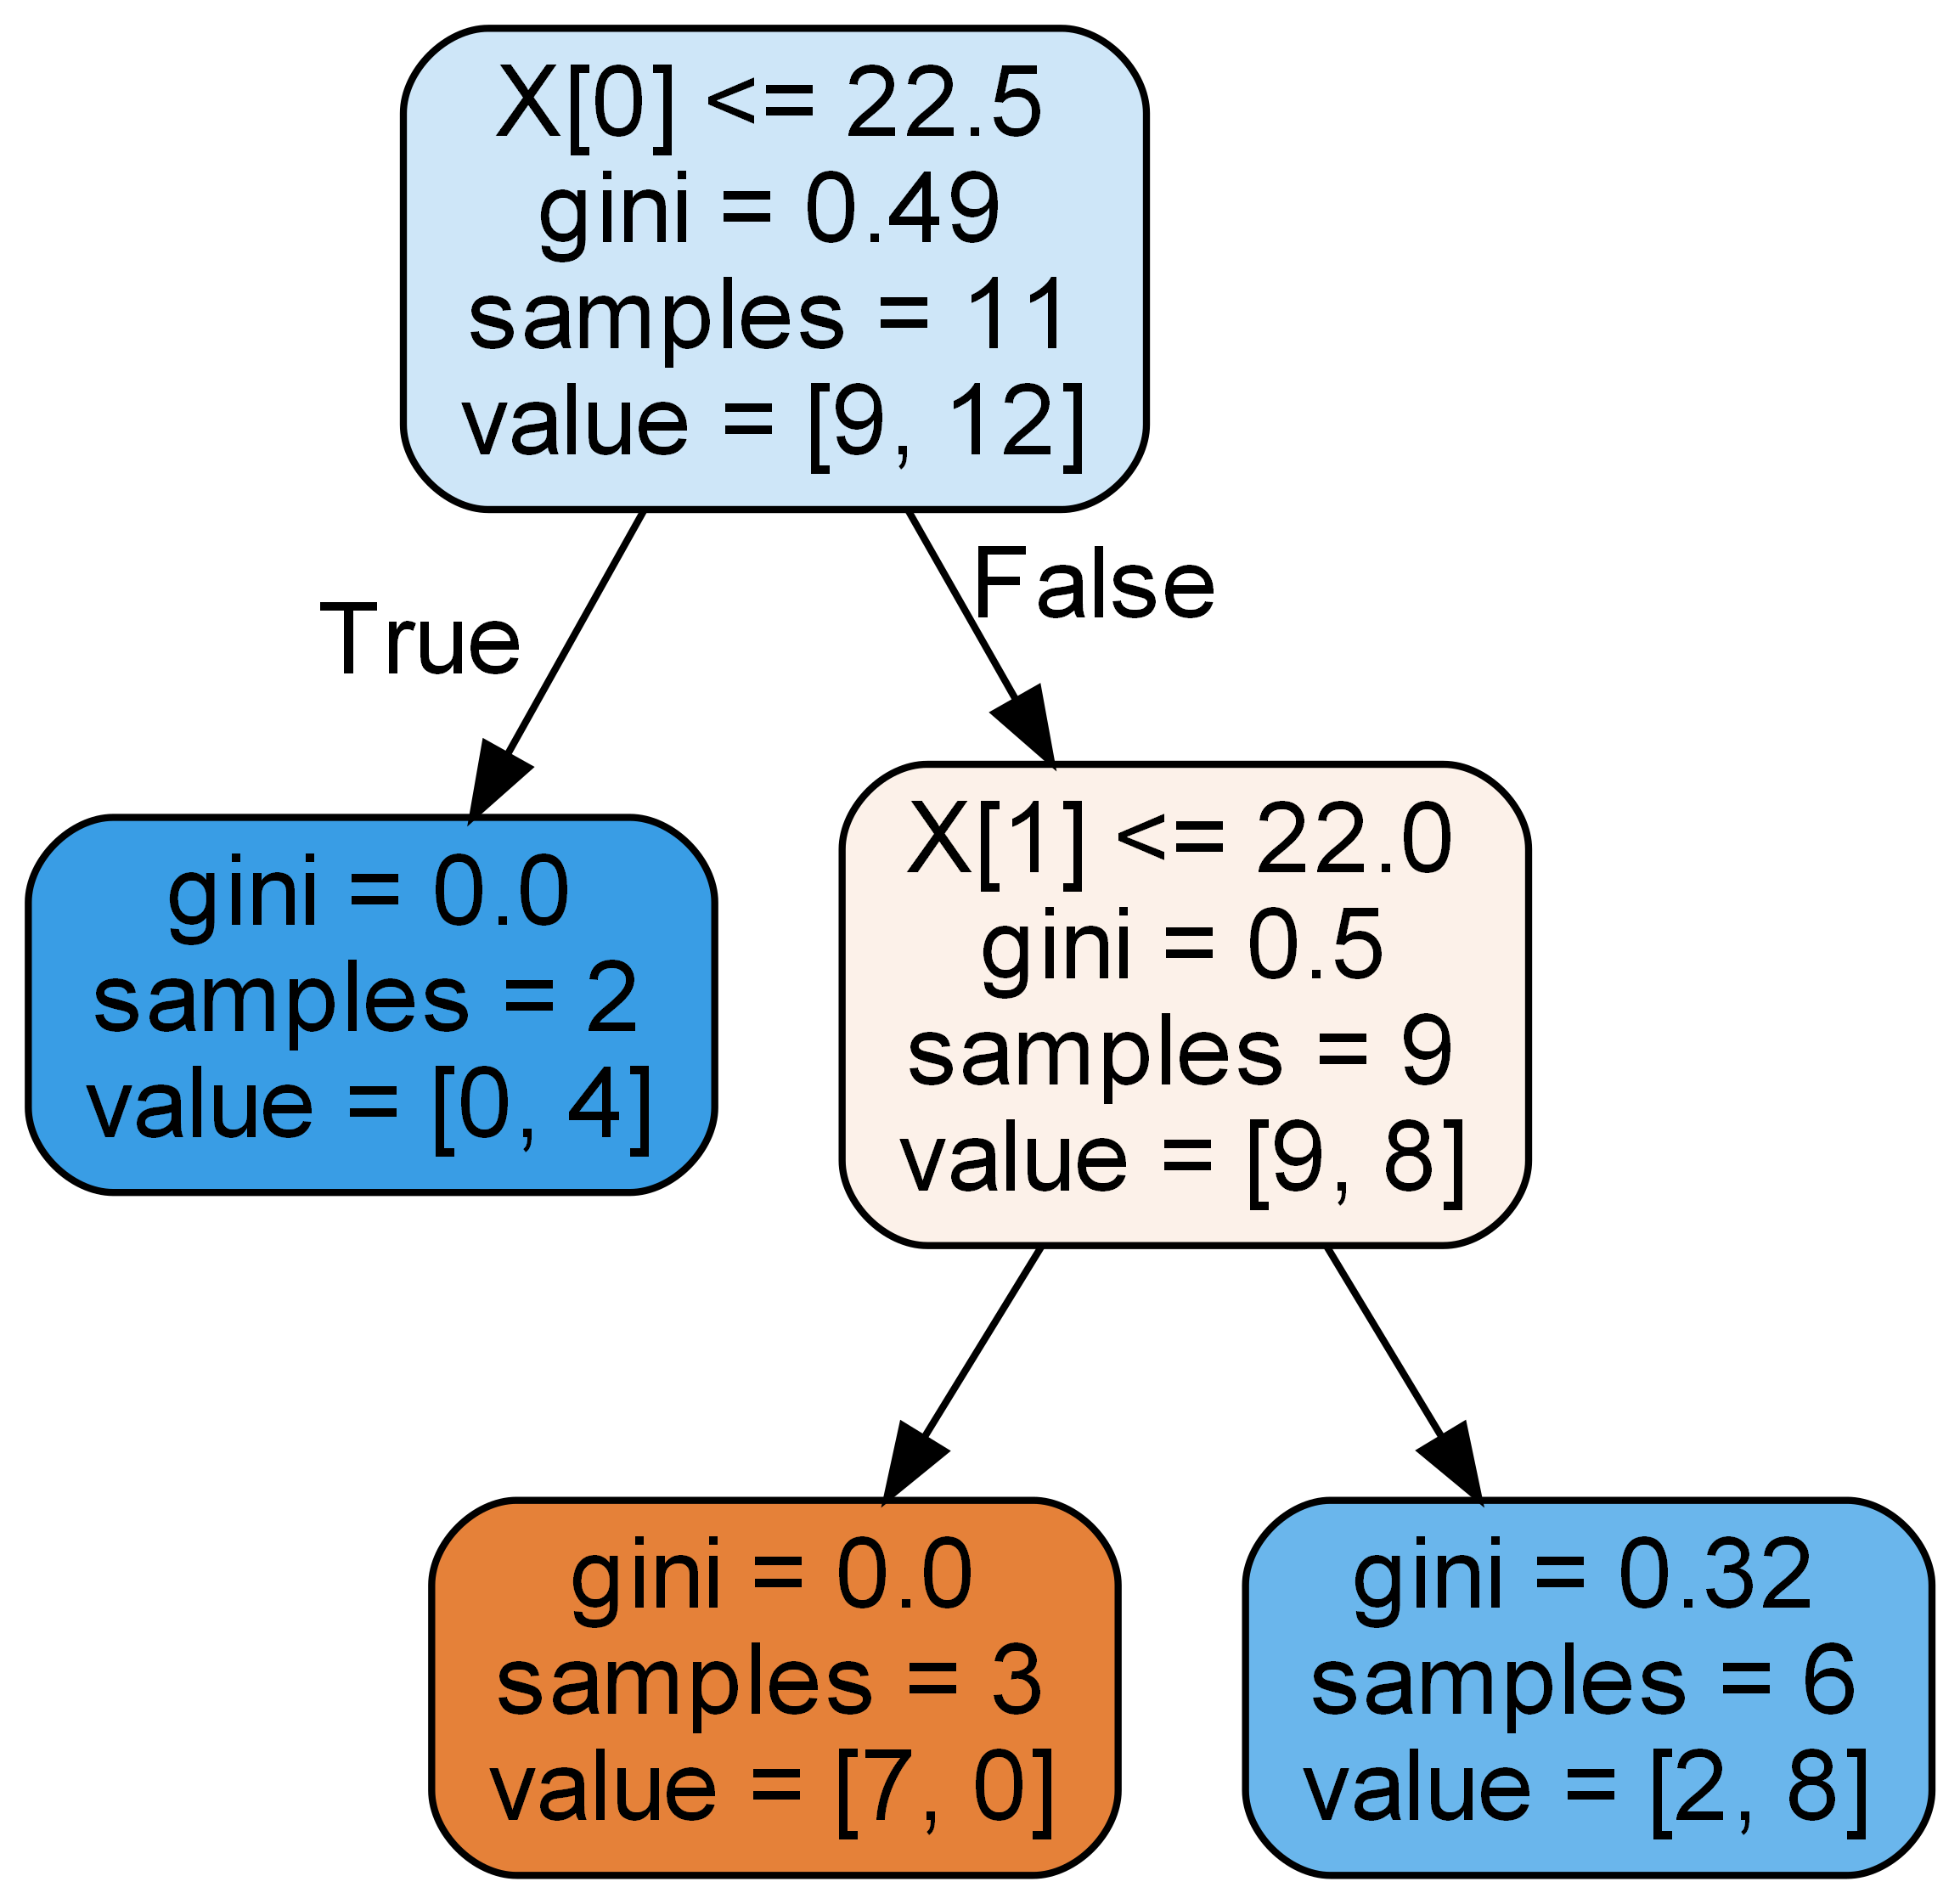 X[0] <= 22.5
gini = 0.49
samples = 11
value = [9, 12]
True
False
gini = 0.0
samples = 2
value = [0, 4]
X[1] <= 22.0
gini = 0.5
samples = 9
value = [9, 8]
gini = 0.0
samples = 3
value = [7, 0]
gini = 0.32
samples = 6
value = [2, 8]